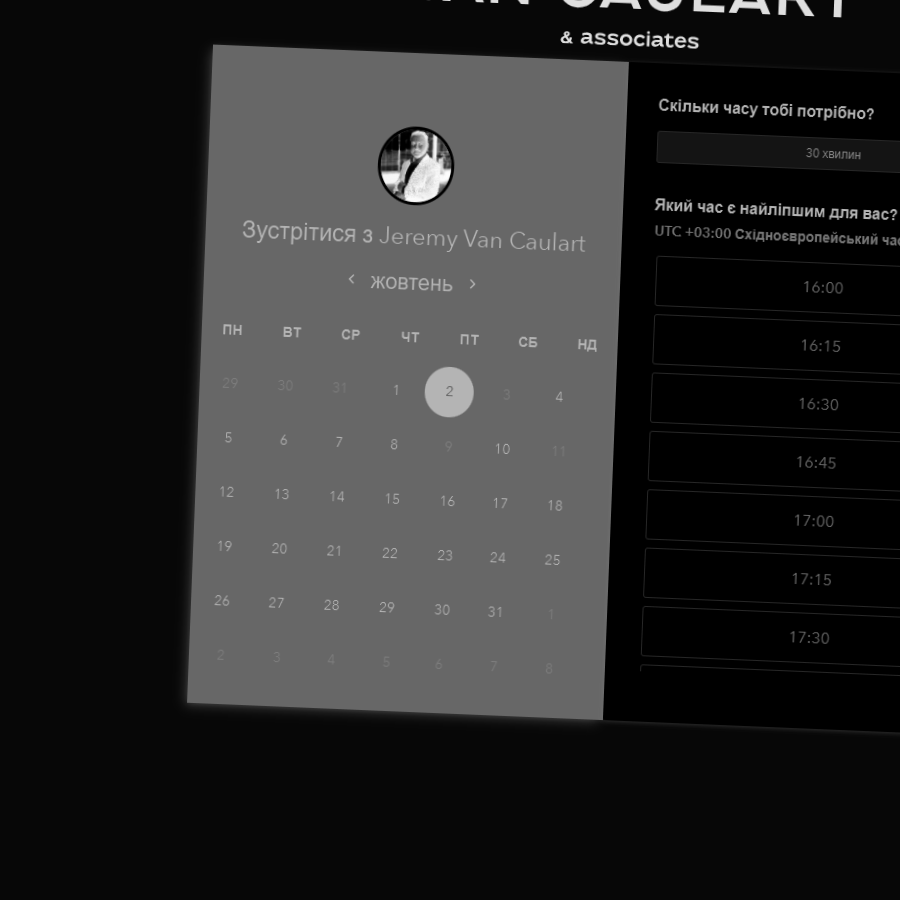 VAN CAULART
& associates
Зустрітися з Jeremy Van Caulart
жовтень
ПН ВТ СР ЧТ ПТ СБ НД
29 30 31 1 2 3 4
5 6 7 8 9 10 11
12 13 14 15 16 17 18
19 20 21 22 23 24 25
26 27 28 29 30 31 1
2 3 4 5 6 7 8
Скільки часу тобі потрібно?
30 хвилин
Який час є найліпшим для вас?
UTC +03:00 Східноєвропейський
16:00
16:15
16:30
16:45
17:00
17:15
17:30